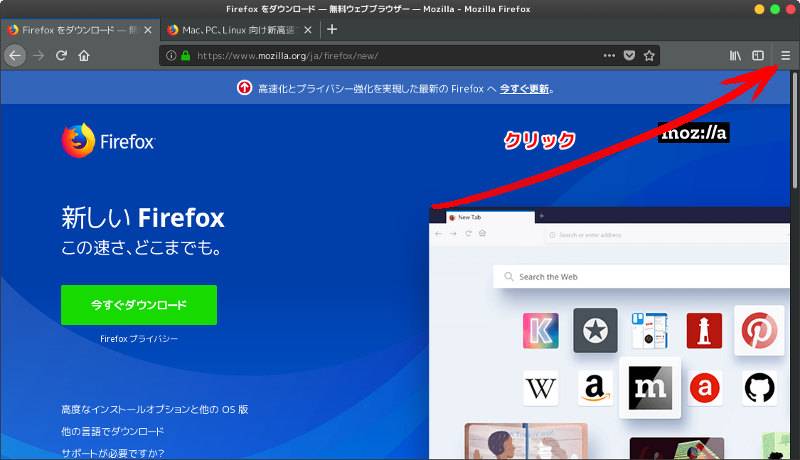 Firefox をダウンロード — 無料ウェブブラウザー — Mozilla - Mozilla Firefox
Firefox をダウンロード — 無
Mac、PC、Linux 向け新高速ブ
https://www.mozilla.org/ja/firefox/new/
高速化とプライバシー強化を実現した最新の Firefox へ 今すぐ更新。
Firefox
クリック
moz://a
新しい Firefox
この速さ、どこまでも。
今すぐダウンロード
Firefox プライバシー
高度なインストールオプションと他の OS 版
他の言語でダウンロード
サポートが必要ですか?
New Tab
Search or enter address
Search the Web
K
W
a
m
a